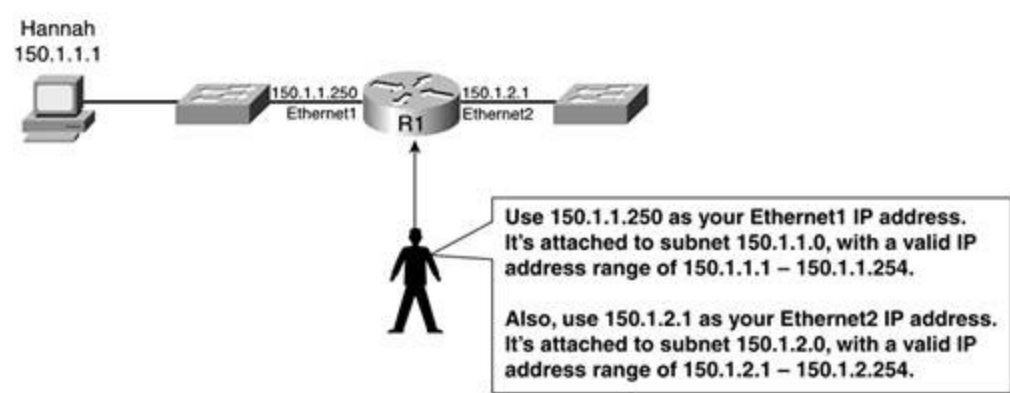 Hannah
150.1.1.1
150.1.1.250
Ethernet1
R1
150.1.2.1
Ethernet2
Use 150.1.1.250 as your Ethernet1 IP address.
It's attached to subnet 150.1.1.0, with a valid IP
address range of 150.1.1.1 – 150.1.1.254.
Also, use 150.1.2.1 as your Ethernet2 IP address.
It's attached to subnet 150.1.2.0, with a valid IP
address range of 150.1.2.1 – 150.1.2.254.